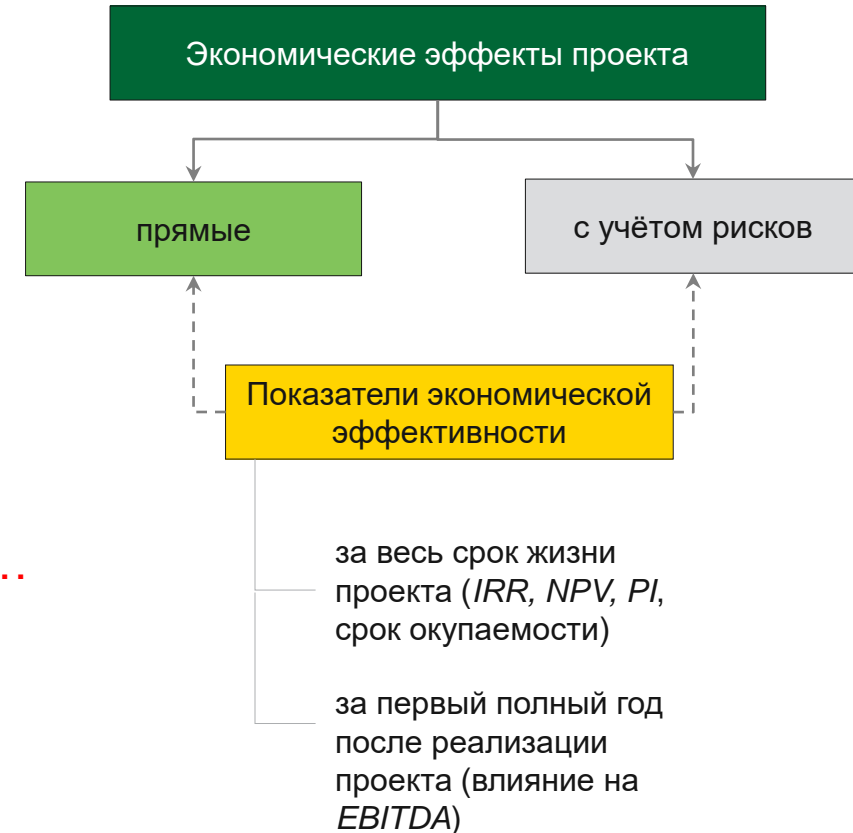 Экономические эффекты проекта
прямые
с учётом рисков
Показатели экономической
эффективности
..
за весь срок жизни
проекта (IRR, NPV, PI,
срок окупаемости)
за первый полный год
после реализации
проекта (влияние на
EBITDA)